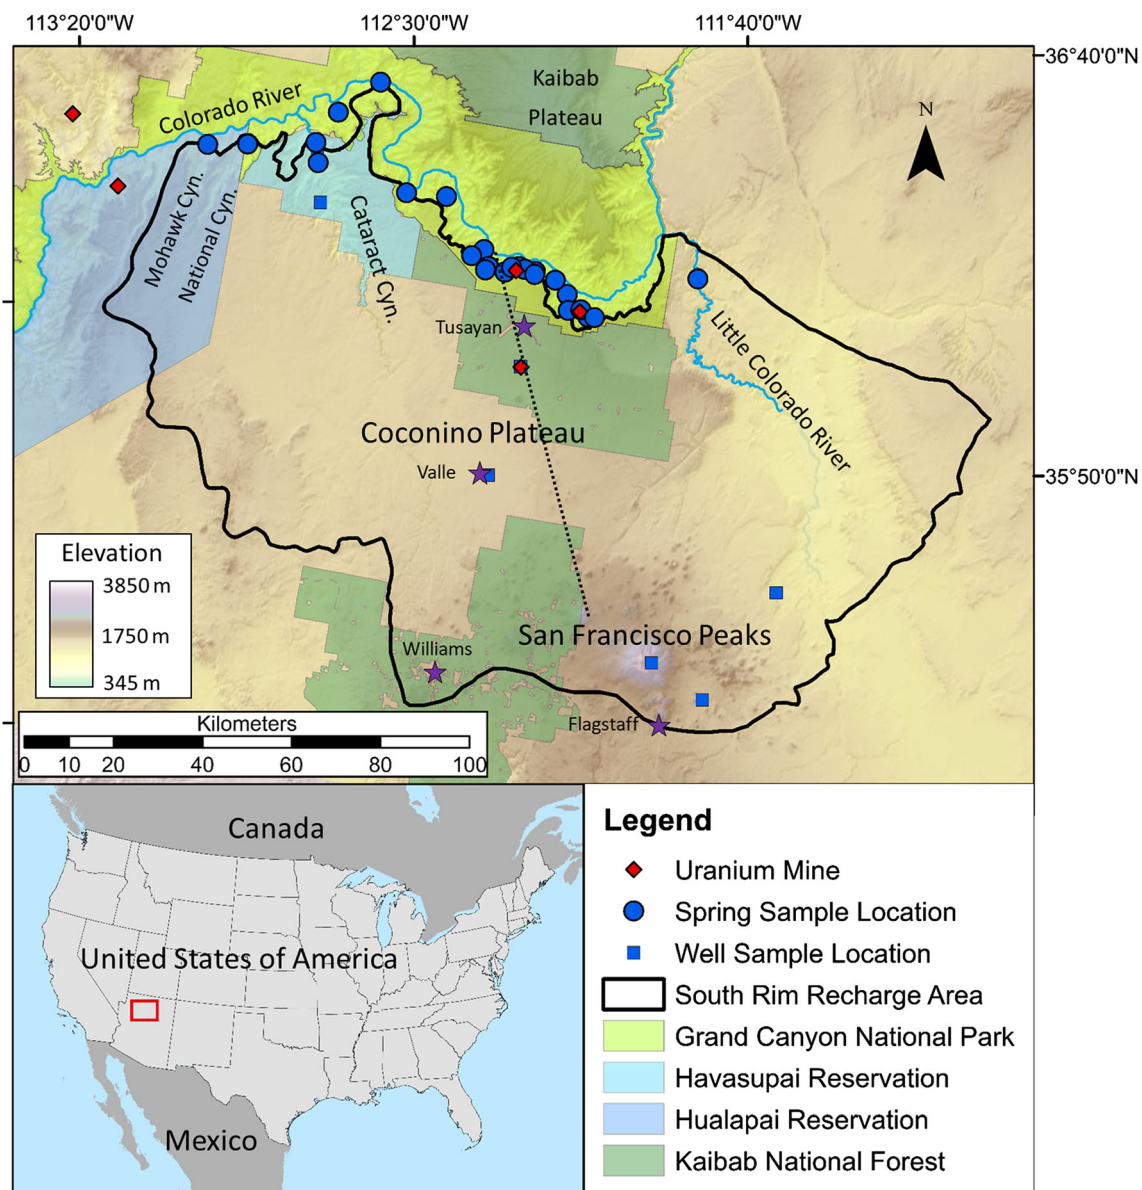 113°20'0"W
112°30'0"W
111°40'0"W
36°40'0"N
Kaibab
Plateau
Colorado River
N
Mohawk Cyn.
National Cyn.
Cataract Cyn.
Tusayan
Little Colorado River
Coconino Plateau
Valle
35°50'0"N
Elevation
3850 m
1750 m
345 m
San Francisco Peaks
Williams
Flagstaff
Kilometers
0 10 20 40 60 80 100
Canada
United States of America
Mexico
Legend
Uranium Mine
Spring Sample Location
Well Sample Location
South Rim Recharge Area
Grand Canyon National Park
Havasupai Reservation
Hualapai Reservation
Kaibab National Forest